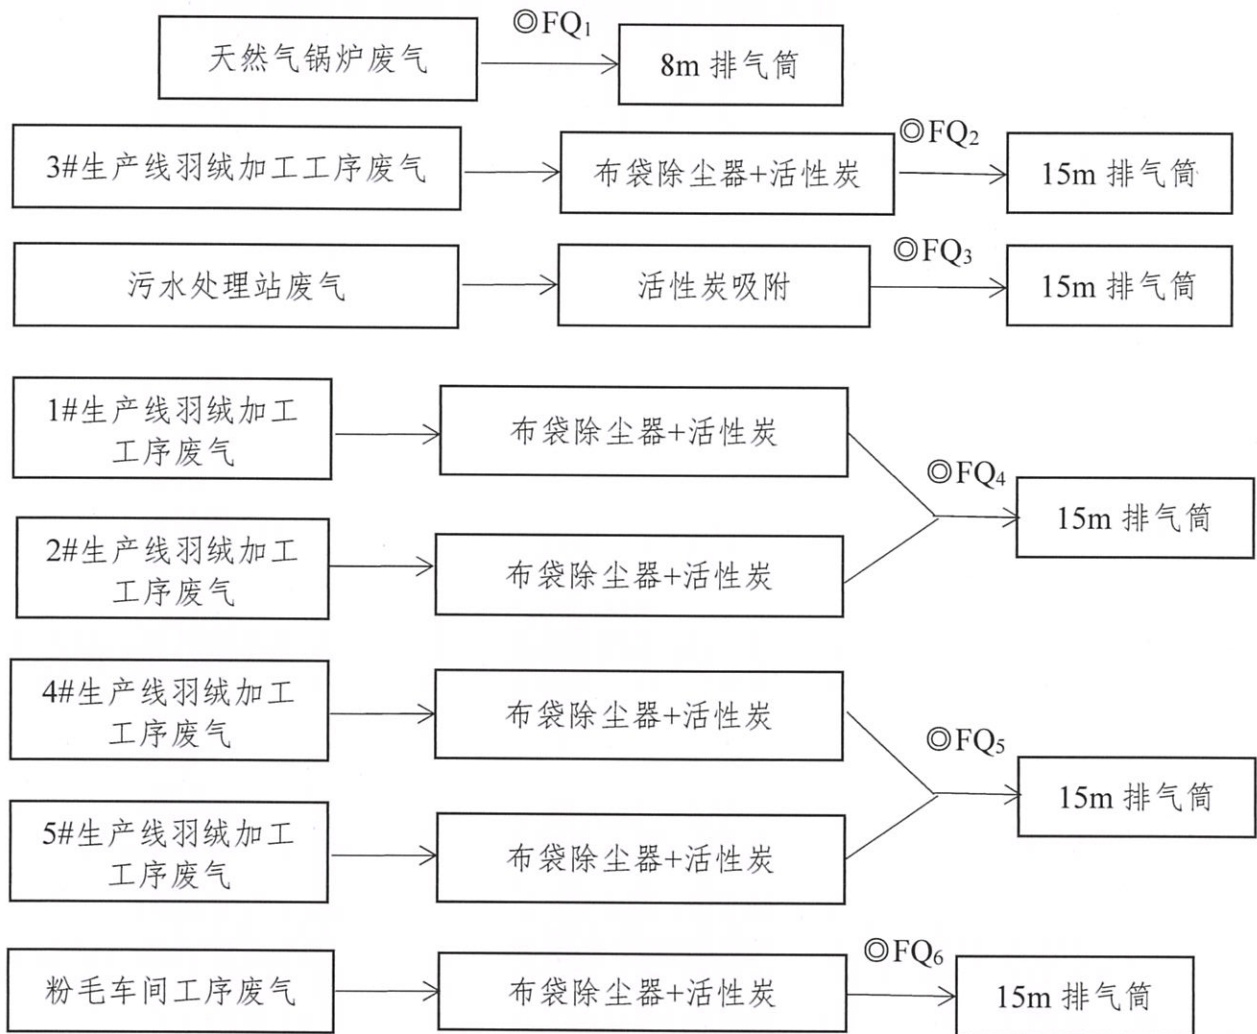 ◎FQ₁
天然气锅炉废气
8m 排气筒
◎FQ₂
3#生产线羽绒加工工序废气
布袋除尘器+活性炭
15m 排气筒
◎FQ₃
污水处理站废气
活性炭吸附
15m 排气筒
1#生产线羽绒加工
工序废气
布袋除尘器+活性炭
2#生产线羽绒加工
工序废气
布袋除尘器+活性炭
◎FQ₄
15m 排气筒
4#生产线羽绒加工
工序废气
布袋除尘器+活性炭
5#生产线羽绒加工
工序废气
布袋除尘器+活性炭
◎FQ₅
15m 排气筒
粉毛车间工序废气
布袋除尘器+活性炭
◎FQ₆
15m 排气筒